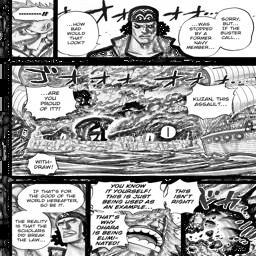 SORRY,
BUT...
IF THE
BUSTER
CALL...
...WAS
STOPPED
BY A
FORMER
NAVY
MEMBER...
...HOW
BAD
WOULD
THAT
LOOK?
KUZAN,
THIS
ASSAULT...
...ARE
YOU
PROUD
OF IT?!
WITH-
DRAW!
THIS
ISN'T
RIGHT!
YOU KNOW
IT YOURSELF!
THIS IS JUST
BEING USED AS
AN EXAMPLE...
THAT'S
WHY
OHARA
IS BEING
ELIMI-
NATED!
IF THAT'S FOR
THE GOOD OF THE
WORLD HEREAFTER,
SO BE IT.
THE REALITY
IS THAT THE
SCHOLARS
DID BREAK
THE LAW...